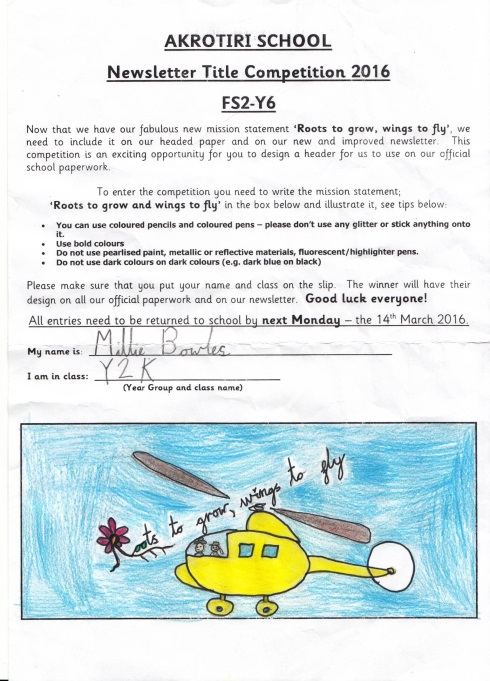 AKROTIRI SCHOOL
Newsletter Title Competition 2016
FS2-Y6
Now that we have our fabulous new mission statement ‘Roots to grow, wings to fly’, we
need to include it on our headed paper and on our new and improved newsletter. This
competition is an exciting opportunity for you to design a header for us to use on our official
school paperwork.
To enter the competition you need to write the mission statement;
‘Roots to grow and wings to fly’ in the box below and illustrate it, see tips below:
• You can use coloured pencils and coloured pens – please don’t use any glitter or stick anything onto
it.
• Use bold colours
• Do not use pearlised paint, metallic or reflective materials, fluorescent/highlighter pens.
• Do not use dark colours on dark colours (e.g. dark blue on black)
Please make sure that you put your name and class on the slip. The winner will have their
design on all our official paperwork and on our newsletter. Good luck everyone!
All entries need to be returned to school by next Monday – the 14th March 2016.
My name is: Millie Bowles
I am in class: Y2K
(Year Group and class name)
Roots to grow, wings to fly